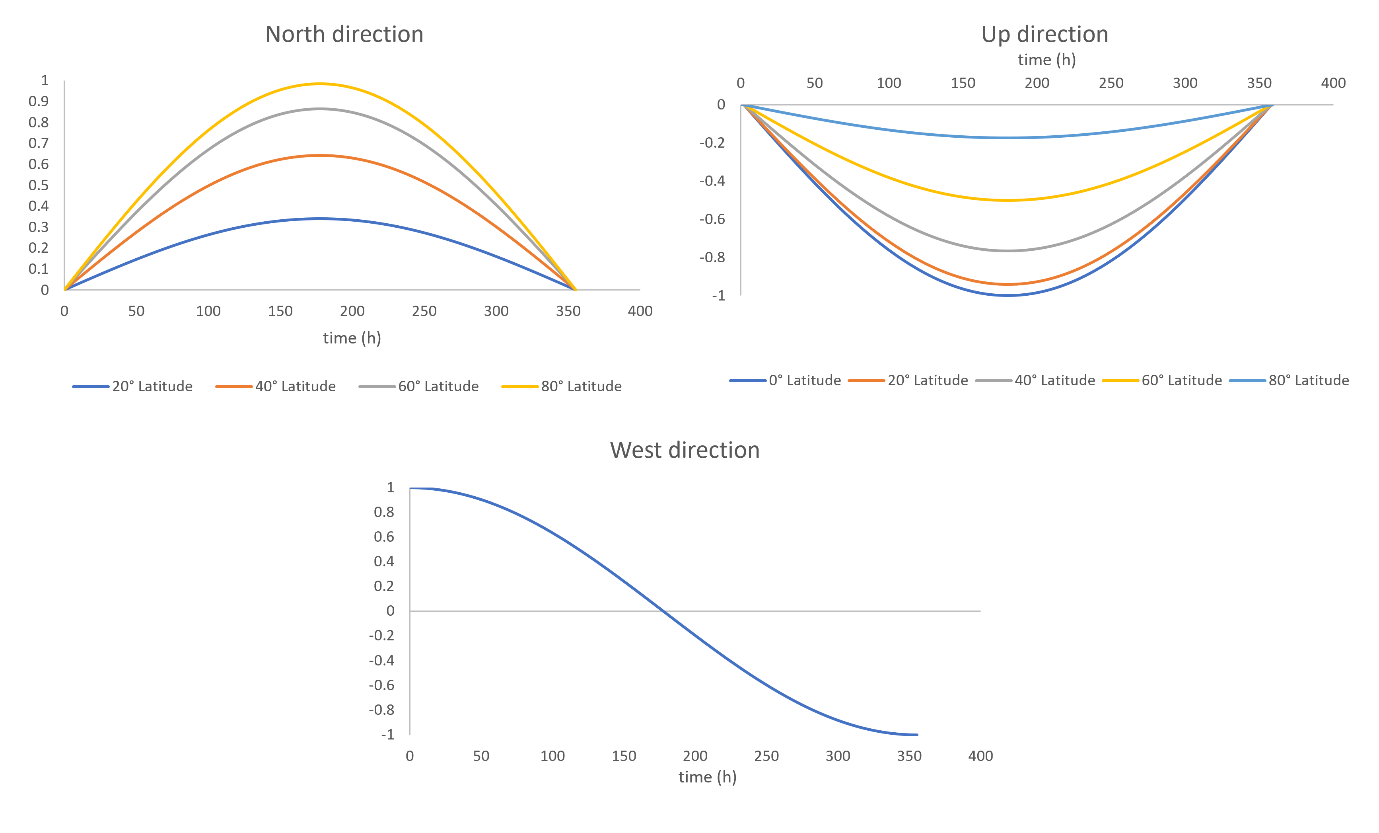 North direction
1
0.9
0.8
0.7
0.6
0.5
0.4
0.3
0.2
0.1
0
0 50 100 150 200 250 300 350 400
time (h)
20° Latitude 40° Latitude 60° Latitude 80° Latitude
Up direction
time (h)
0 50 100 150 200 250 300 350 400
0
-0.2
-0.4
-0.6
-0.8
-1
0° Latitude 20° Latitude 40° Latitude 60° Latitude 80° Latitude
West direction
1
0.8
0.6
0.4
0.2
0
-0.2
-0.4
-0.6
-0.8
-1
0 50 100 150 200 250 300 350 400
time (h)